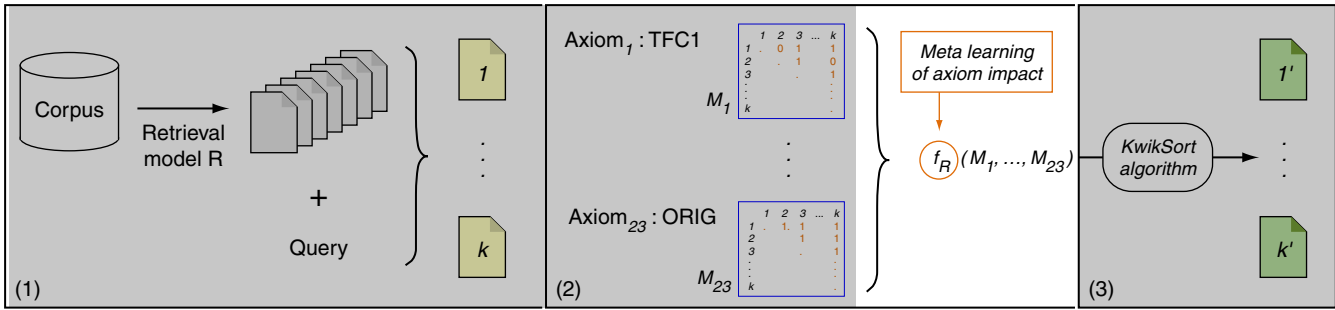 Corpus
Retrieval
model R
+
Query
1
.
.
.
k
(1)
Axiom1 : TFC1
M1
1 2 3 ... k
1 . 0 1 1
2 . 1 0
3 . 1
. .
. .
. .
k .
.
.
.
Axiom23 : ORIG
M23
1 2 3 ... k
1 . 1. 1 1
2 1 1
3 . 1
. .
. .
. .
k .
(2)
Meta learning
of axiom impact
fR (M1, ..., M23)
KwikSort
algorithm
1'
.
.
.
k'
(3)